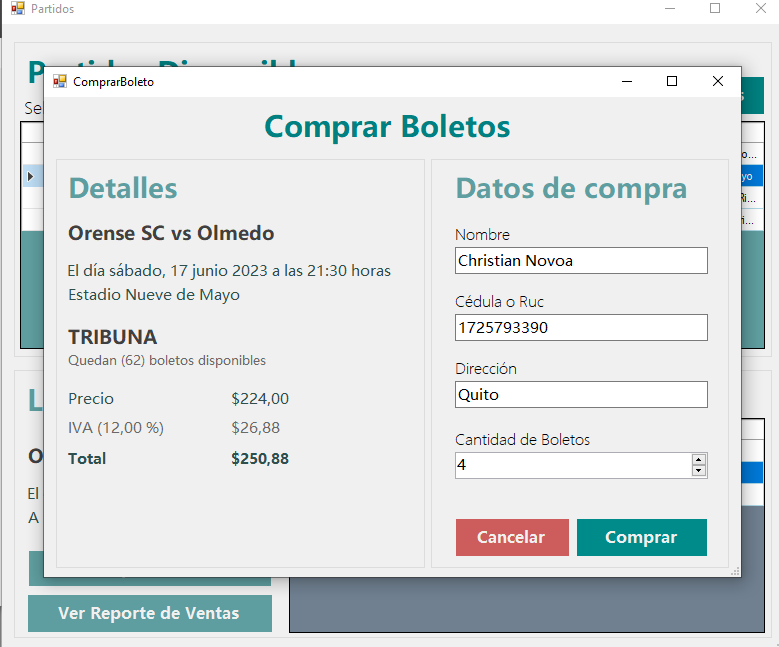 Partidos
ComprarBoleto
Comprar Boletos
Detalles
Orense SC vs Olmedo
El día sábado, 17 junio 2023 a las 21:30 horas
Estadio Nueve de Mayo
TRIBUNA
Quedan (62) boletos disponibles
Precio $224,00
IVA (12,00 %) $26,88
Total $250,88
Datos de compra
Nombre
Christian Novoa
Cédula o Ruc
1725793390
Dirección
Quito
Cantidad de Boletos
4
Cancelar Comprar
El
A
Ver Reporte de Ventas